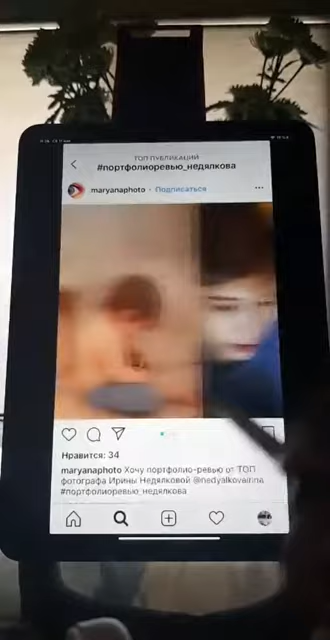 ТОП ПУБЛИКАЦИИ
#портфолиоревью_недялкова
maryanaphoto · Подписаться
Нравится: 34
maryanaphoto Хочу портфолио-ревью от ТОП
фотографа Ирины Недялковой @nedyalkovairina
#портфолиоревью_недялкова